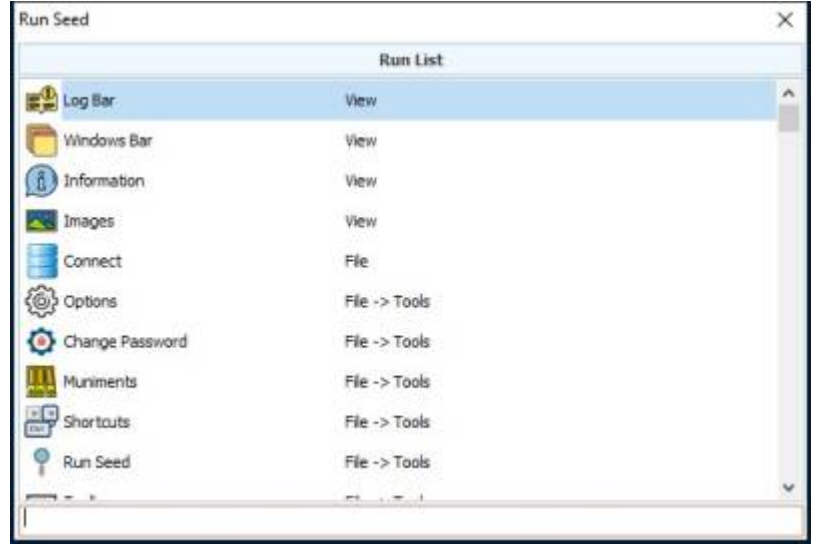 Run Seed
Run List
Log Bar View
Windows Bar View
Information View
Images View
Connect File
Options File -> Tools
Change Password File -> Tools
Muniments File -> Tools
Shortcuts File -> Tools
Run Seed File -> Tools